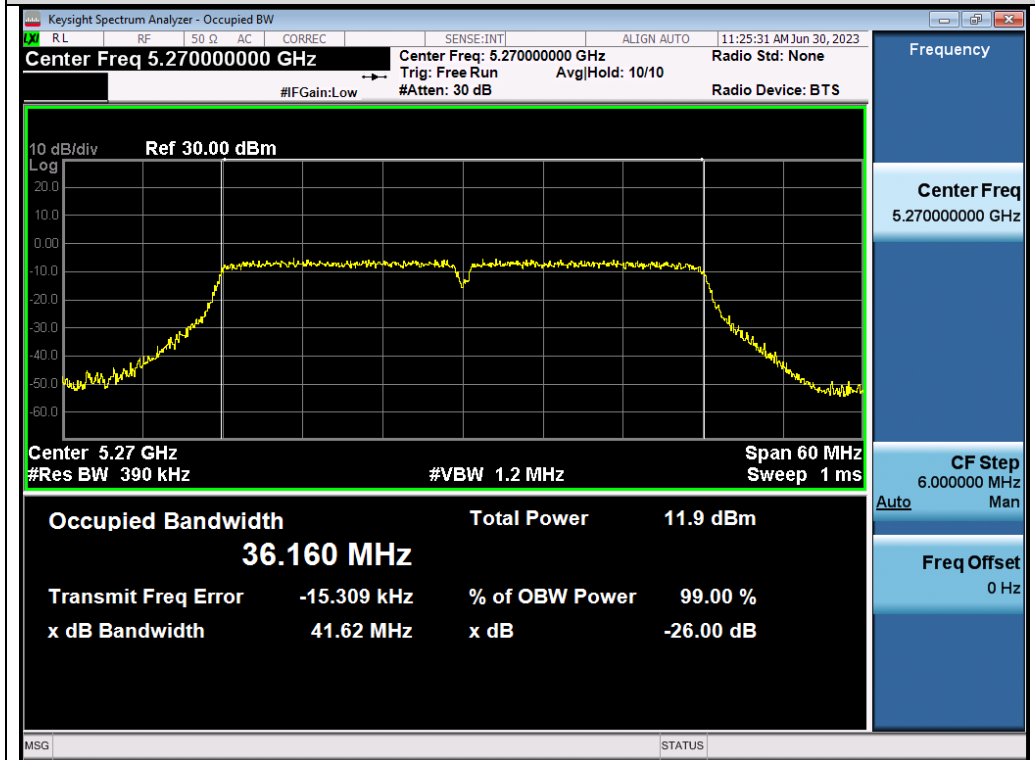 Keysight Spectrum Analyzer - Occupied BW
LXI RL RF 50 Ω AC CORREC SENSE:INT ALIGN AUTO 11:25:31 AM Jun 30, 2023
Center Freq 5.270000000 GHz
Center Freq: 5.270000000 GHz
Radio Std: None
Trig: Free Run Avg|Hold: 10/10
#IFGain:Low
#Atten: 30 dB
Radio Device: BTS
10 dB/div Ref 30.00 dBm
Log
20.0
10.0
0.00
-10.0
-20.0
-30.0
-40.0
-50.0
-60.0
Center 5.27 GHz Span 60 MHz
#Res BW 390 kHz #VBW 1.2 MHz Sweep 1 ms
Occupied Bandwidth Total Power 11.9 dBm
36.160 MHz
Transmit Freq Error -15.309 kHz % of OBW Power 99.00 %
x dB Bandwidth 41.62 MHz x dB -26.00 dB
Frequency
Center Freq
5.270000000 GHz
CF Step
6.000000 MHz
Auto Man
Freq Offset
0 Hz
MSG STATUS